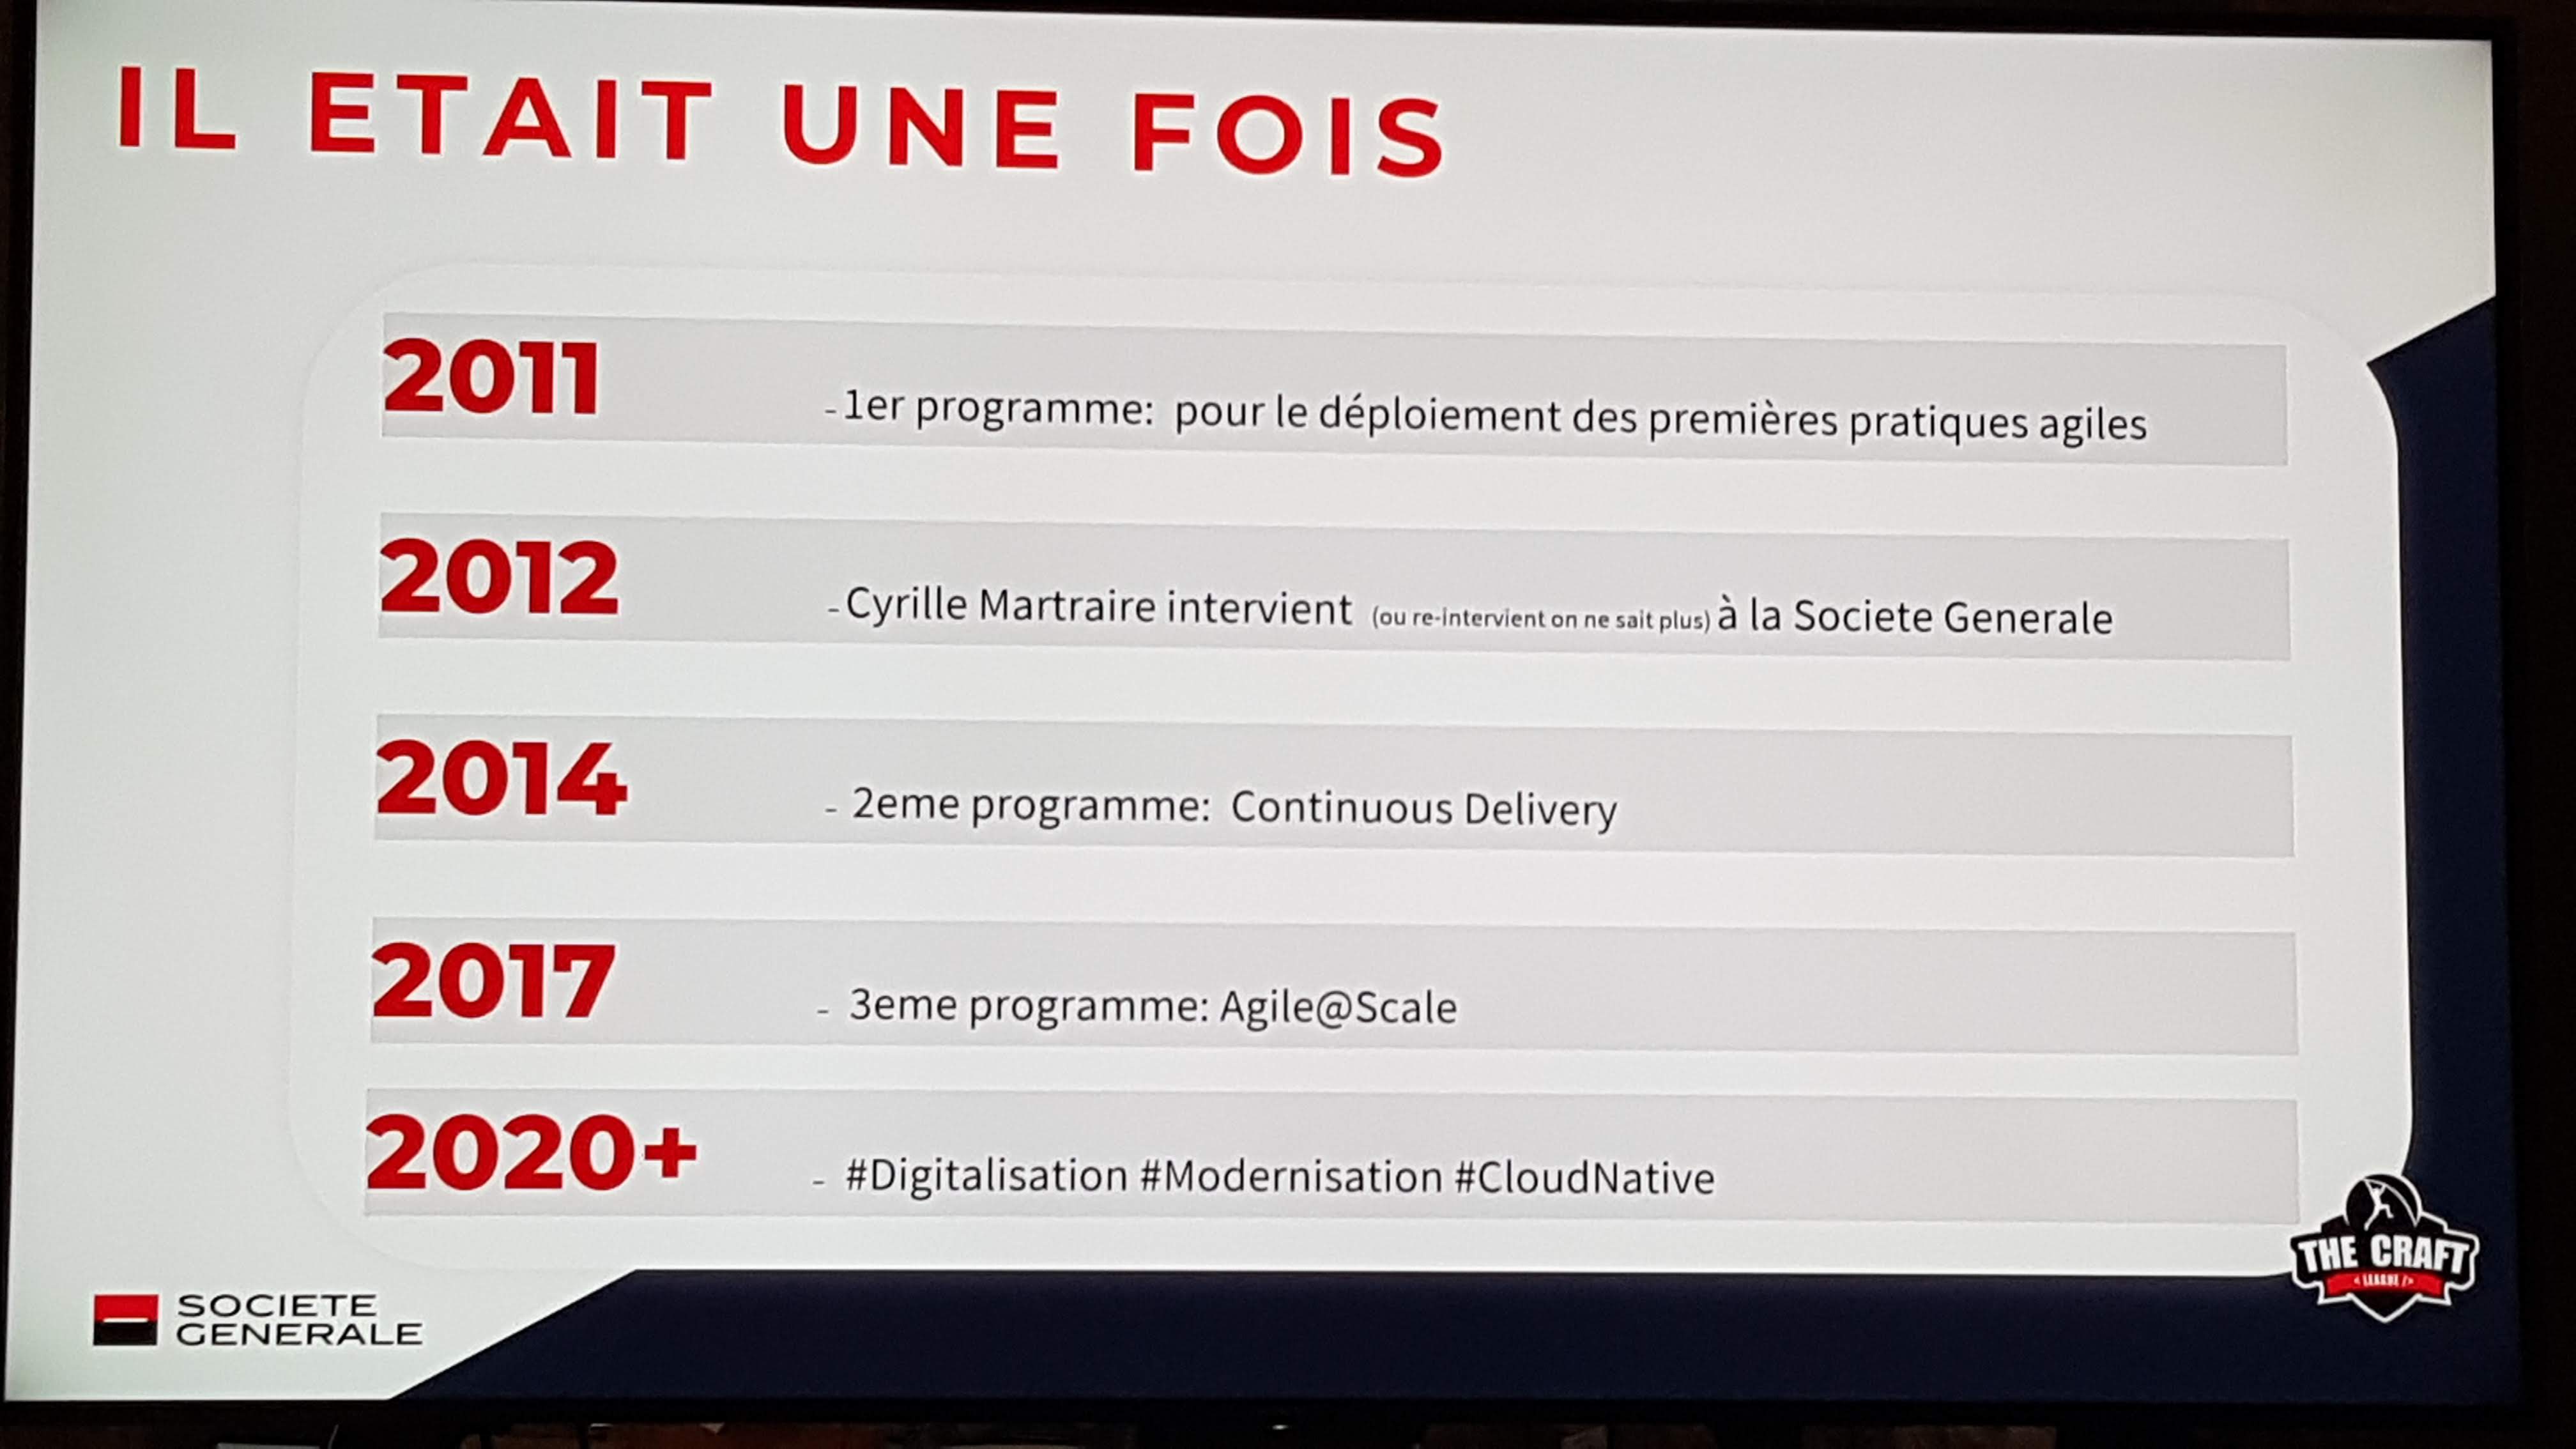 IL ETAIT UNE FOIS
2011 - 1er programme: pour le déploiement des premières pratiques agiles
2012 - Cyrille Martraire intervient (ou re-intervient on ne sait plus) à la Societe Generale
2014 - 2eme programme: Continuous Delivery
2017 - 3eme programme: Agile@Scale
2020+ - #Digitalisation #Modernisation #CloudNative
SOCIETE
GENERALE
THE CRAFT
< LEAGUE />